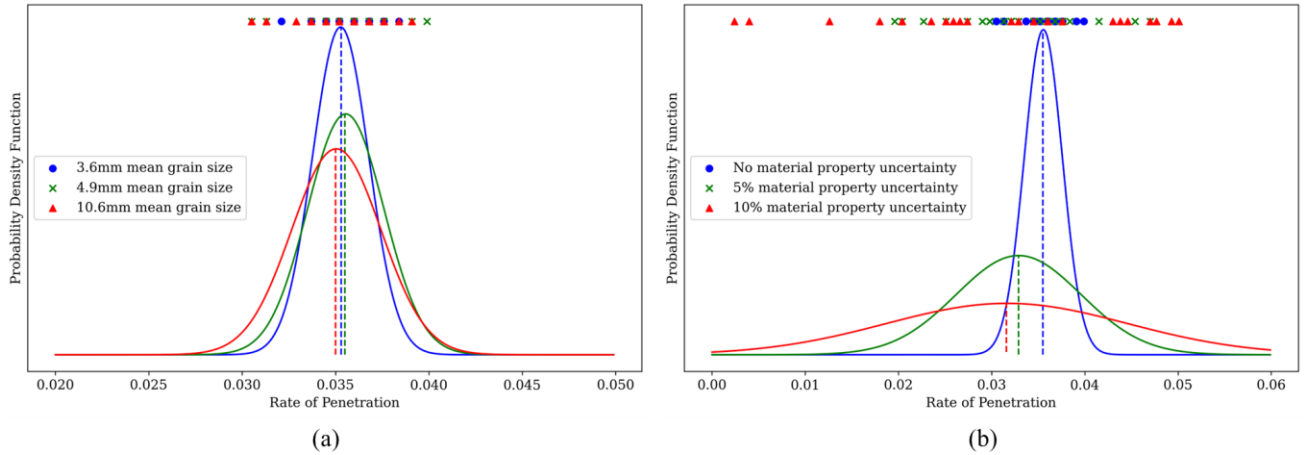 Probability Density Function
3.6mm mean grain size
4.9mm mean grain size
10.6mm mean grain size
0.020 0.025 0.030 0.035 0.040 0.045 0.050
Rate of Penetration
(a)
Probability Density Function
No material property uncertainty
5% material property uncertainty
10% material property uncertainty
0.00 0.01 0.02 0.03 0.04 0.05 0.06
Rate of Penetration
(b)